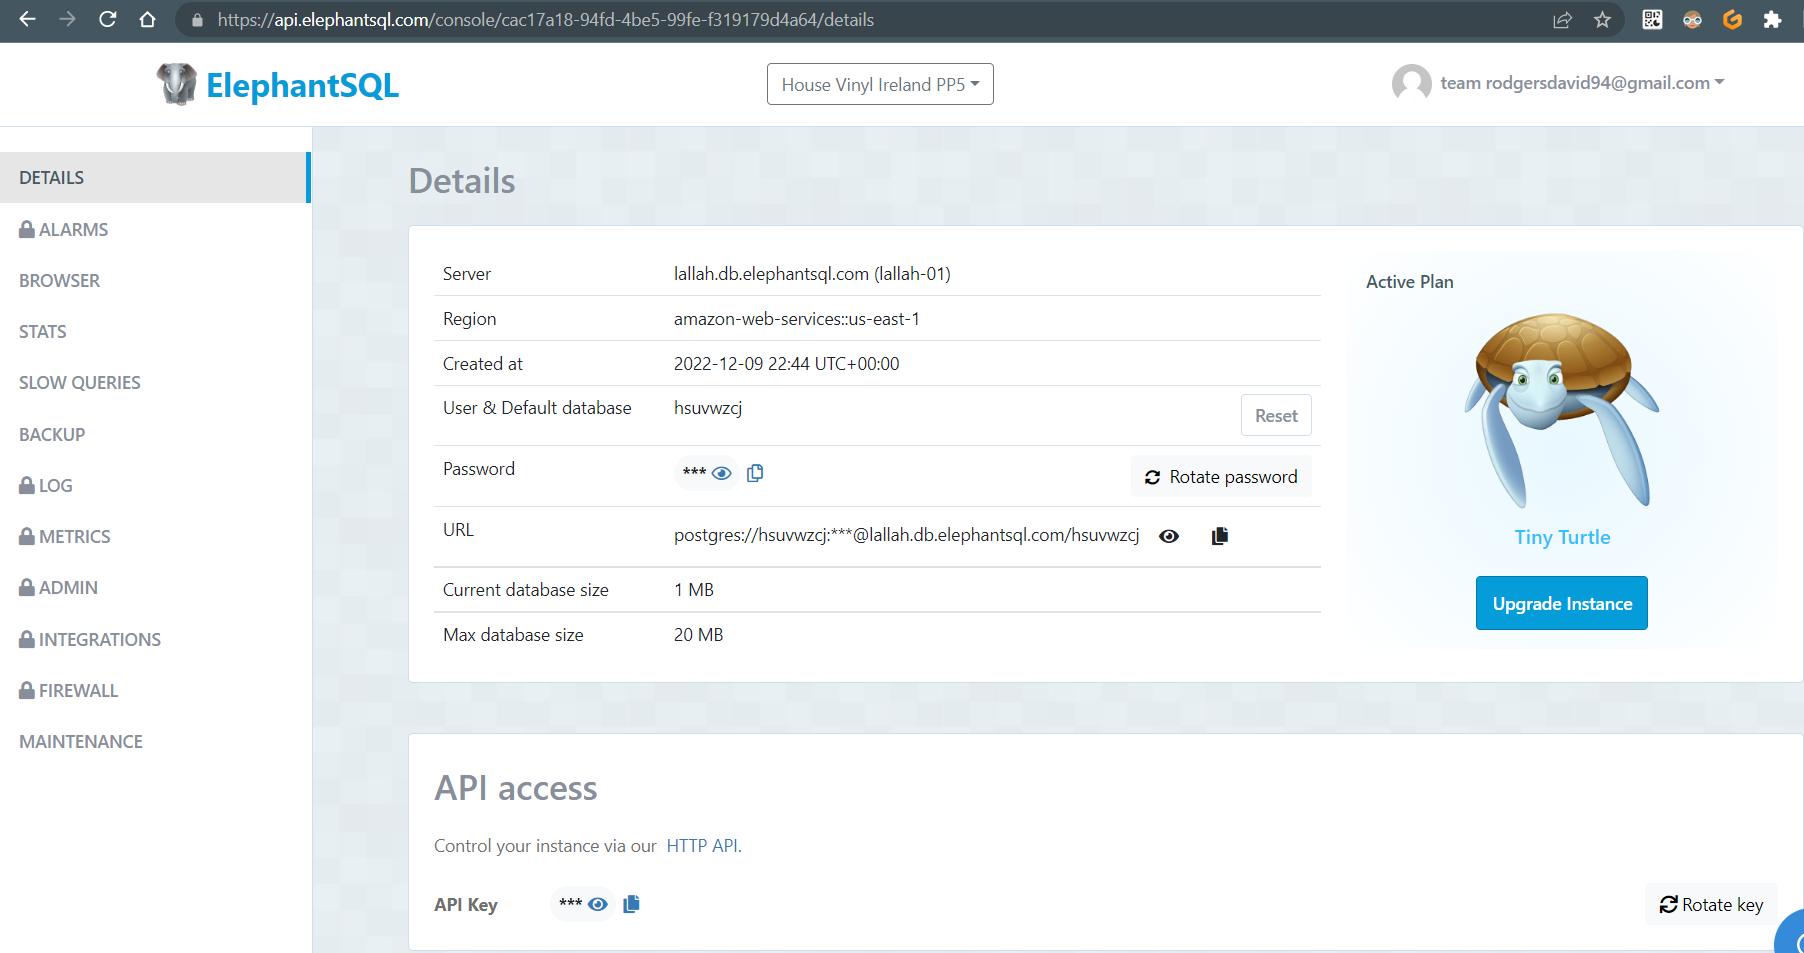 https://api.elephantsql.com/console/cac17a18-94fd-4be5-99fe-f319179d4a64/details
ElephantSQL
House Vinyl Ireland PP5
team rodgersdavid94@gmail.com
DETAILS
ALARMS
BROWSER
STATS
SLOW QUERIES
BACKUP
LOG
METRICS
ADMIN
INTEGRATIONS
FIREWALL
MAINTENANCE
Details
Server lallah.db.elephantsql.com (lallah-01)
Region amazon-web-services::us-east-1
Created at 2022-12-09 22:44 UTC+00:00
User & Default database hsuvwzcj Reset
Password *** Rotate password
URL postgres://hsuvwzcj:***@lallah.db.elephantsql.com/hsuvwzcj
Current database size 1 MB
Max database size 20 MB
Active Plan
Tiny Turtle
Upgrade Instance
API access
Control your instance via our HTTP API.
API Key *** Rotate key